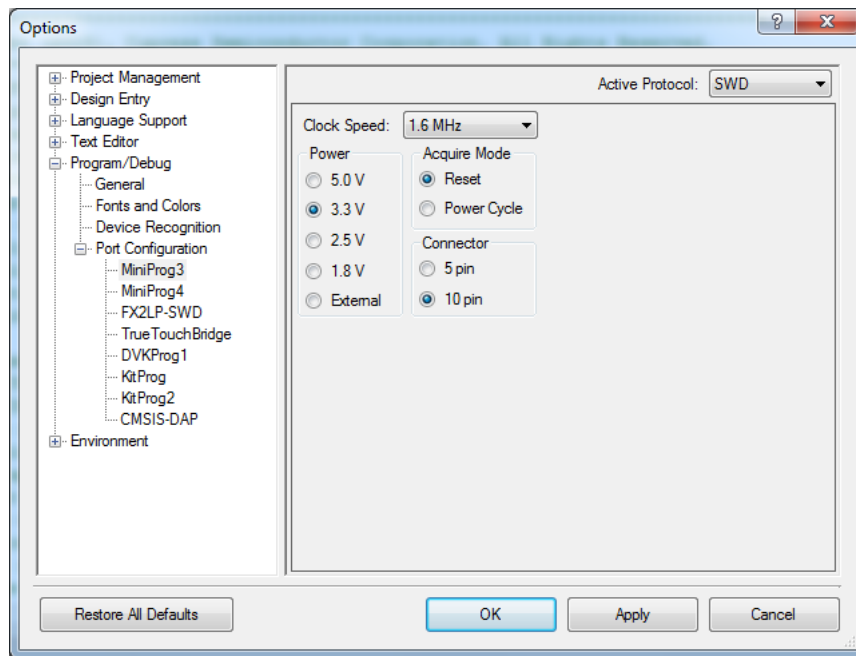 Options
Project Management
Design Entry
Language Support
Text Editor
Program/Debug
General
Fonts and Colors
Device Recognition
Port Configuration
MiniProg3
MiniProg4
FX2LP-SWD
TrueTouchBridge
DVKProg1
KitProg
KitProg2
CMSIS-DAP
Environment
Active Protocol: SWD
Clock Speed: 1.6 MHz
Power
5.0 V
3.3 V
2.5 V
1.8 V
External
Acquire Mode
Reset
Power Cycle
Connector
5 pin
10 pin
Restore All Defaults
OK
Apply
Cancel